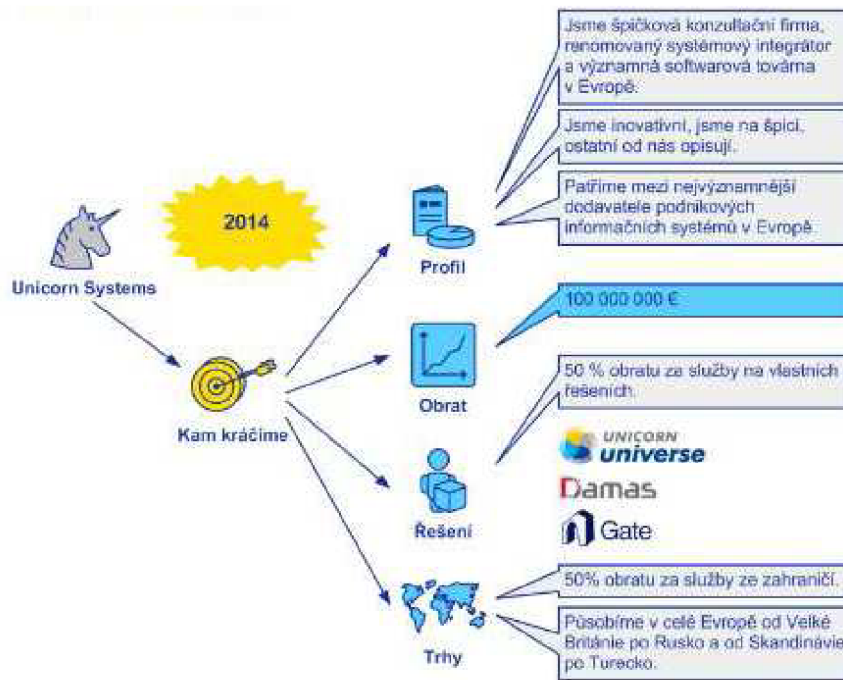 Jsme špičková konzultační firma,
renomovaný systémový integrátor
a významná softwarová továrna
v Evropě.
Jsme inovativní, jsme na špici,
ostatní od nás opisují.
Patříme mezi nejvýznamnější
dodavatele podnikových
informačních systémů v Evropě.
2014
Unicorn Systems
Profil
100 000 000 €
Obrat
50 % obratu za služby na vlastních
řešeních.
Kam kráčíme
UNICORN
universe
Damas
Gate
Řešení
50% obratu za služby ze zahraničí.
Působíme v celé Evropě od Velké
Británie po Rusko a od Skandinávie
po Turecko.
Trhy